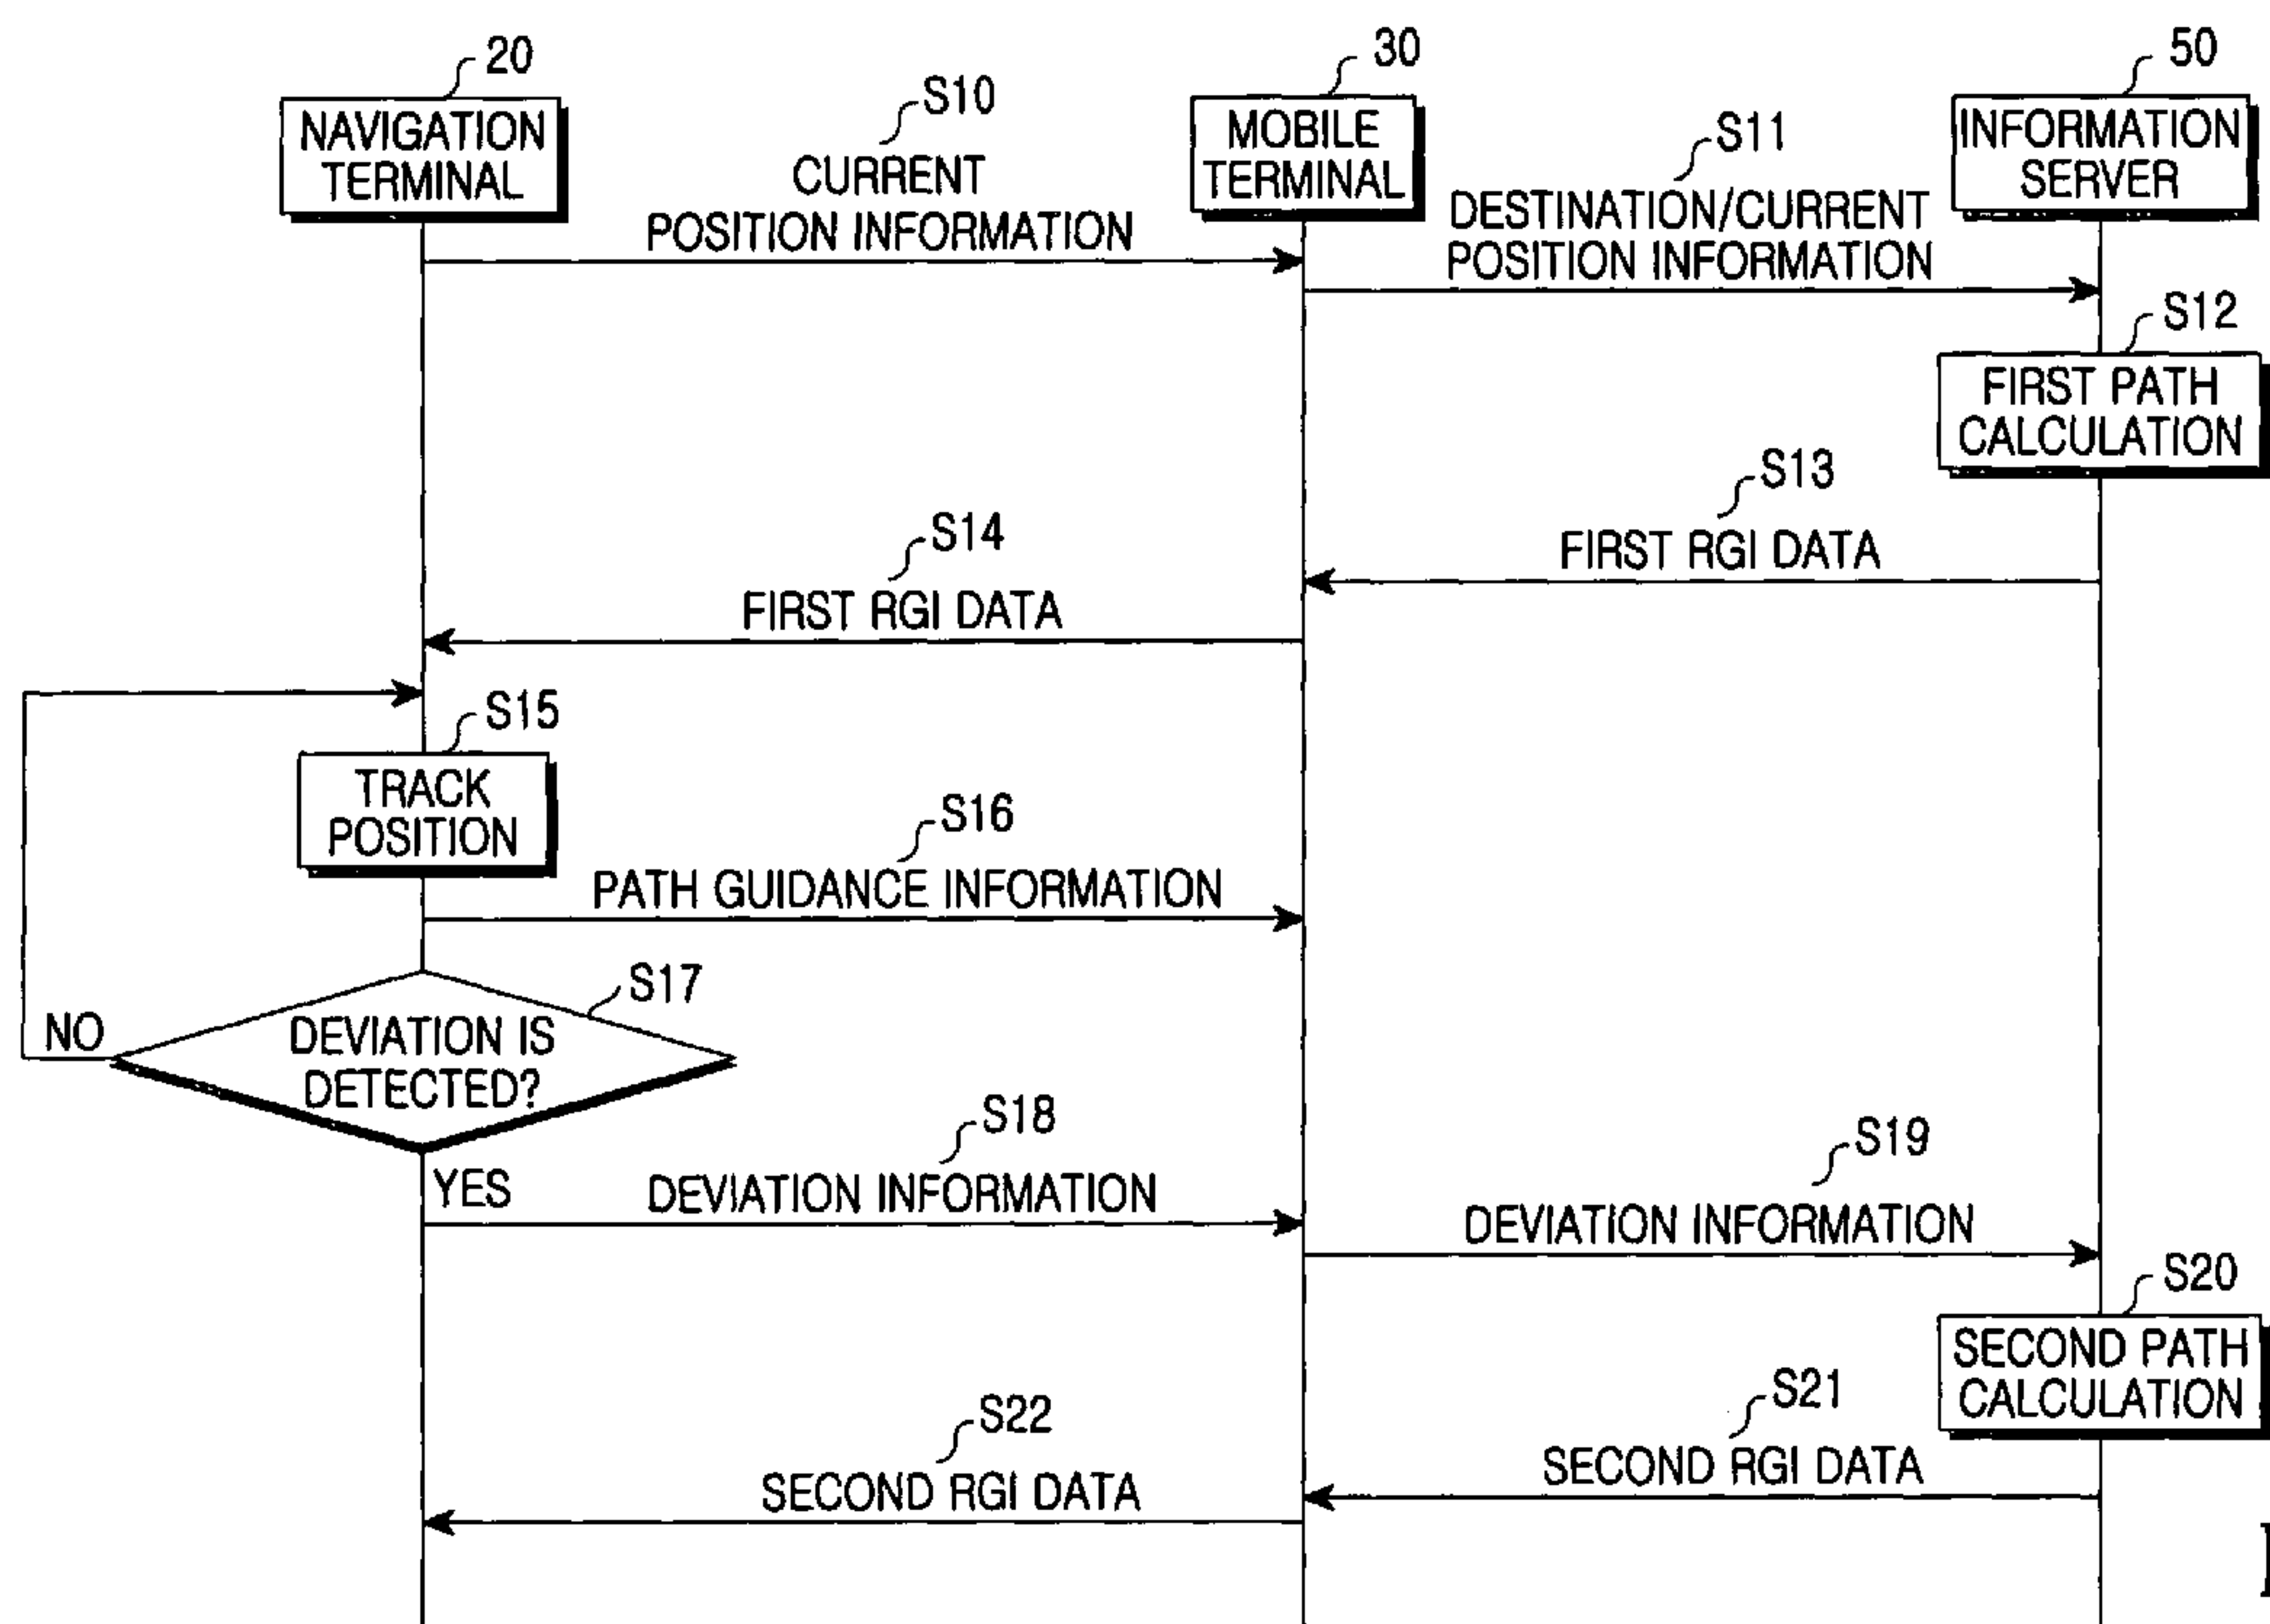 20
30
50
NAVIGATION
TERMINAL
S10
CURRENT
POSITION INFORMATION
MOBILE
TERMINAL
S11
DESTINATION/CURRENT
POSITION INFORMATION
INFORMATION
SERVER
S12
FIRST PATH
CALCULATION
S13
FIRST RGI DATA
S14
FIRST RGI DATA
S15
TRACK
POSITION
S16
PATH GUIDANCE INFORMATION
S17
NO
DEVIATION IS
DETECTED?
YES
S18
DEVIATION INFORMATION
S19
DEVIATION INFORMATION
S20
SECOND PATH
CALCULATION
S21
SECOND RGI DATA
S22
SECOND RGI DATA